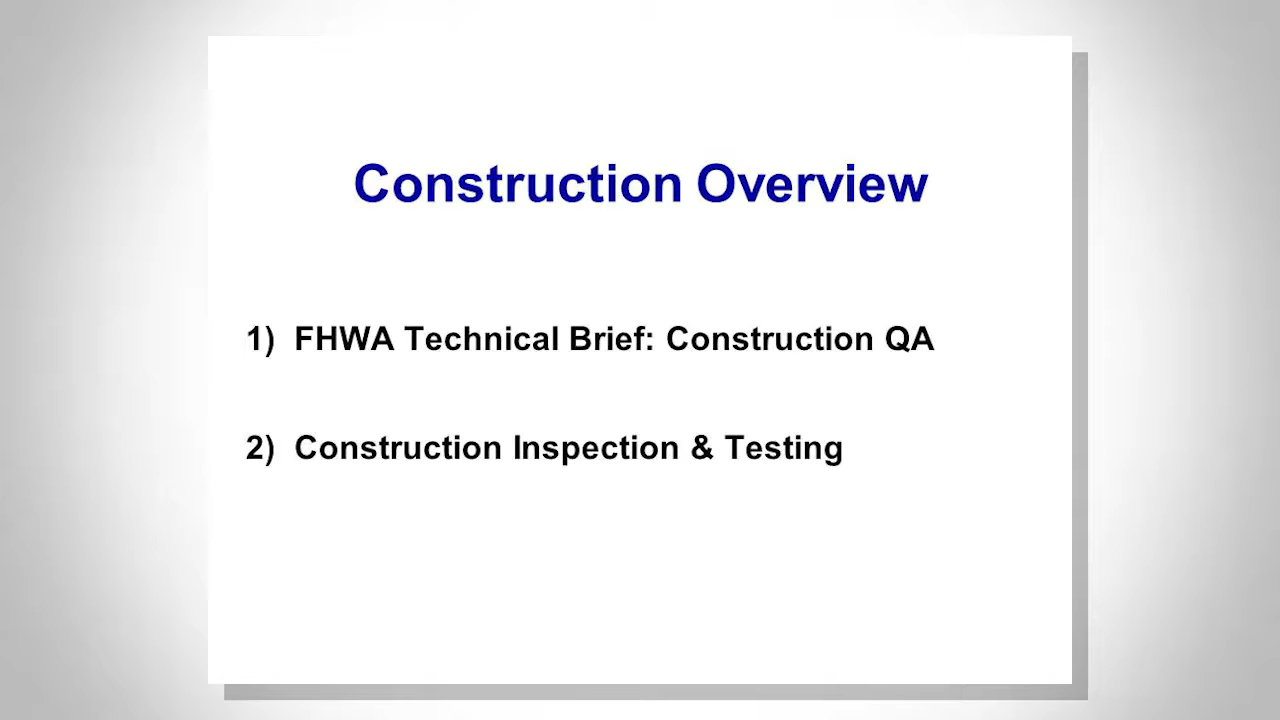 Construction Overview
1) FHWA Technical Brief: Construction QA
2) Construction Inspection & Testing